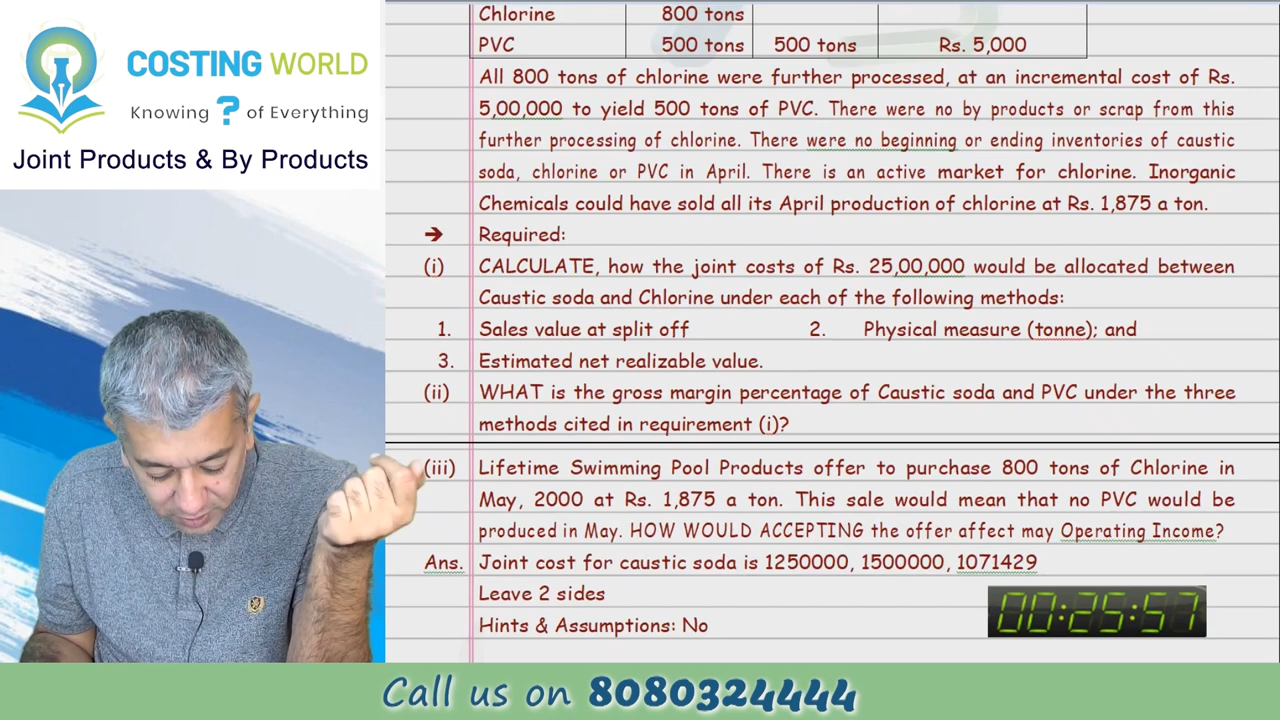 COSTING WORLD
Knowing ? of Everything
Joint Products & By Products
Chlorine 800 tons
PVC 500 tons 500 tons Rs. 5,000
All 800 tons of chlorine were further processed, at an incremental cost of Rs.
5,00,000 to yield 500 tons of PVC. There were no by products or scrap from this
further processing of chlorine. There were no beginning or ending inventories of caustic
soda, chlorine or PVC in April. There is an active market for chlorine. Inorganic
Chemicals could have sold all its April production of chlorine at Rs. 1,875 a ton.
➔ Required:
(i) CALCULATE, how the joint costs of Rs. 25,00,000 would be allocated between
Caustic soda and Chlorine under each of the following methods:
1. Sales value at split off 2. Physical measure (tonne); and
3. Estimated net realizable value.
(ii) WHAT is the gross margin percentage of Caustic soda and PVC under the three
methods cited in requirement (i)?
(iii) Lifetime Swimming Pool Products offer to purchase 800 tons of Chlorine in
May, 2000 at Rs. 1,875 a ton. This sale would mean that no PVC would be
produced in May. HOW WOULD ACCEPTING the offer affect may Operating Income?
Ans. Joint cost for caustic soda is 1250000, 1500000, 1071429
Leave 2 sides
Hints & Assumptions: No
00:25:57
Call us on 8080324444